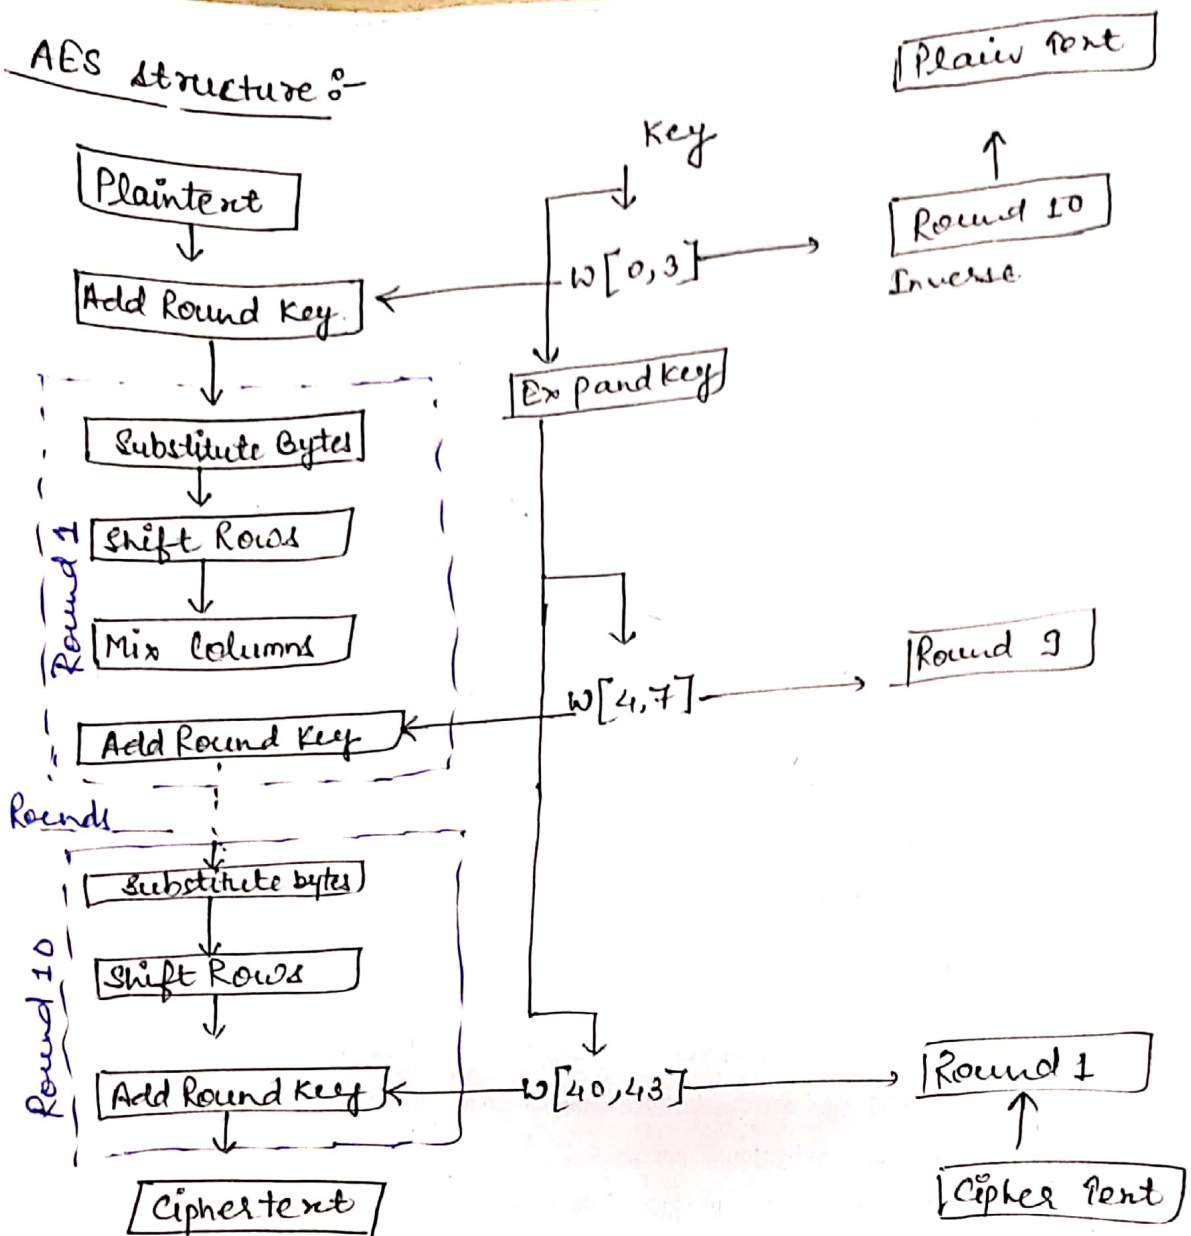 AES Structure :-
Plaintext
Add Round Key.
Round 1
Substitute Bytes
Shift Rows
Mix Columns
Add Round Key
Rounds
Round 10
Substitute bytes
Shift Rows
Add Round Key
Ciphertext
Key
W[0,3]
Expand Key
W[4,7]
W[40,43]
Plain Text
Round 10
Inverse
Round 9
Round 1
Cipher Text